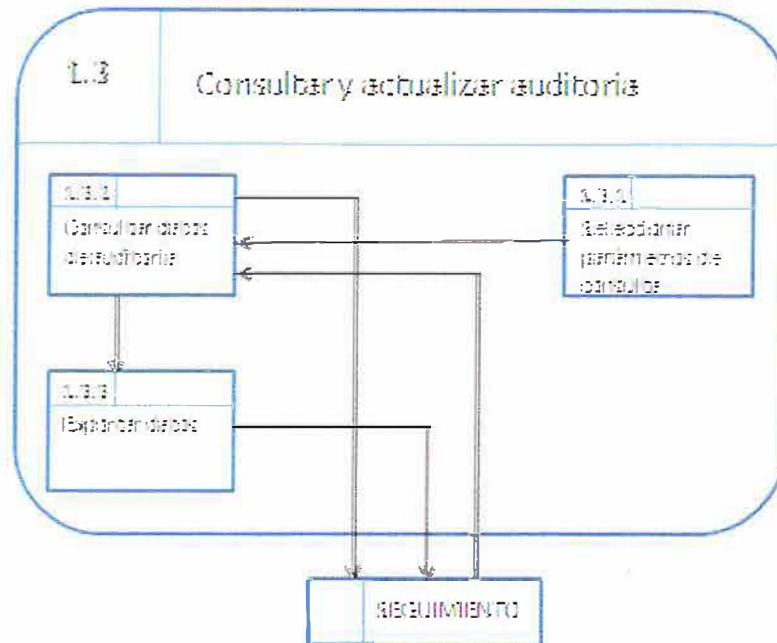 1.3
Consultar y actualizar auditoria
1.3.2
Consultar datos
de auditoria
1.3.1
Seleccionar
parametros de
consulta
1.3.3
Exportar datos
SEGUIMIENTO